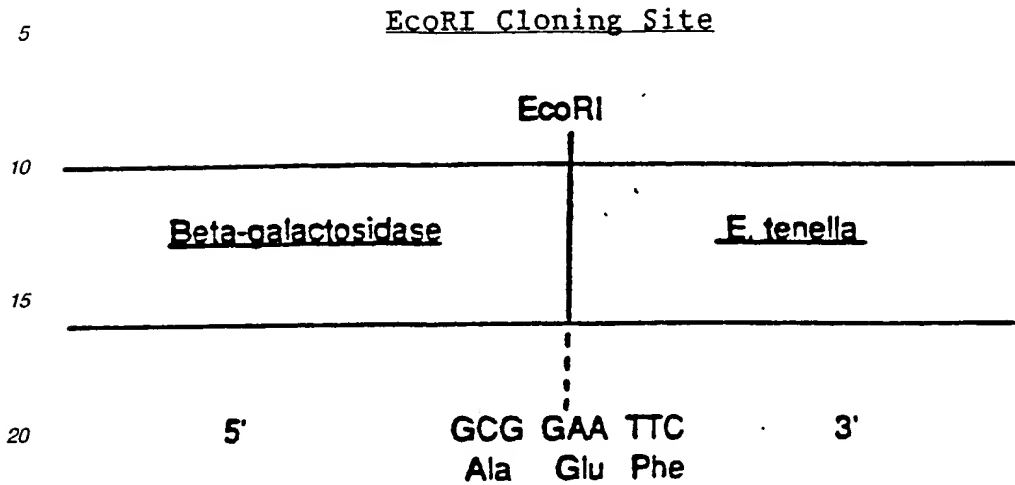 5
EcoRI Cloning Site
EcoRI
10
Beta-galactosidase E. tenella
15
20 5' GCG GAA TTC 3'
Ala Glu Phe